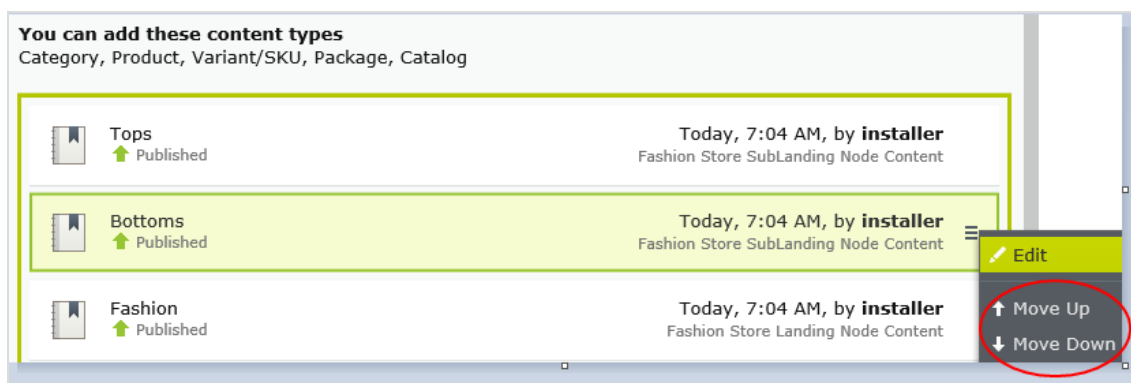 You can add these content types
Category, Product, Variant/SKU, Package, Catalog
Tops
Today, 7:04 AM, by installer
Published
Fashion Store SubLanding Node Content
Bottoms
Today, 7:04 AM, by installer
Published
Fashion Store SubLanding Node Content
Edit
Fashion
Today, 7:04 AM, by installer
Move Up
Published
Fashion Store Landing Node Content
Move Down